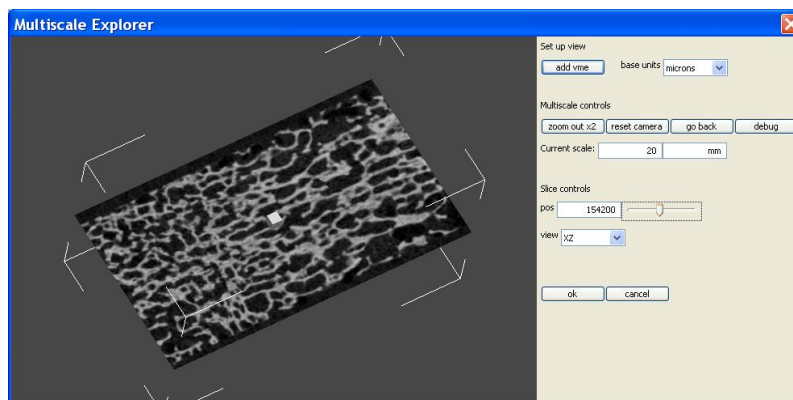 Multiscale Explorer
Set up view
add vme base units microns
Multiscale controls
zoom out x2 reset camera go back debug
Current scale: 20 mm
Slice controls
pos 154200
view XZ
ok cancel